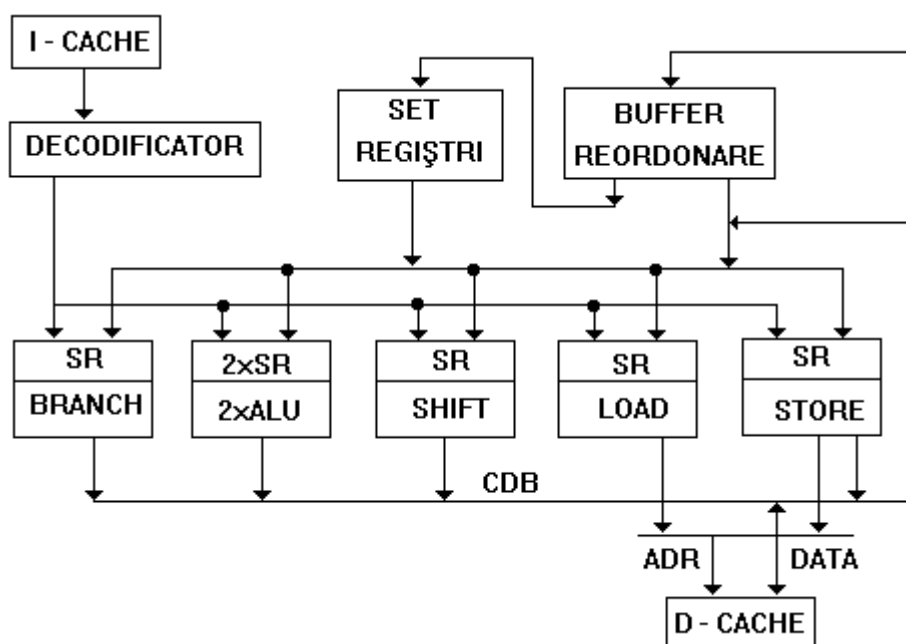 I - CACHE
DECODIFICATOR
SET
REGIŞTRI
BUFFER
REORDONARE
SR
BRANCH
2xSR
2xALU
SR
SHIFT
SR
LOAD
SR
STORE
CDB
ADR
DATA
D - CACHE